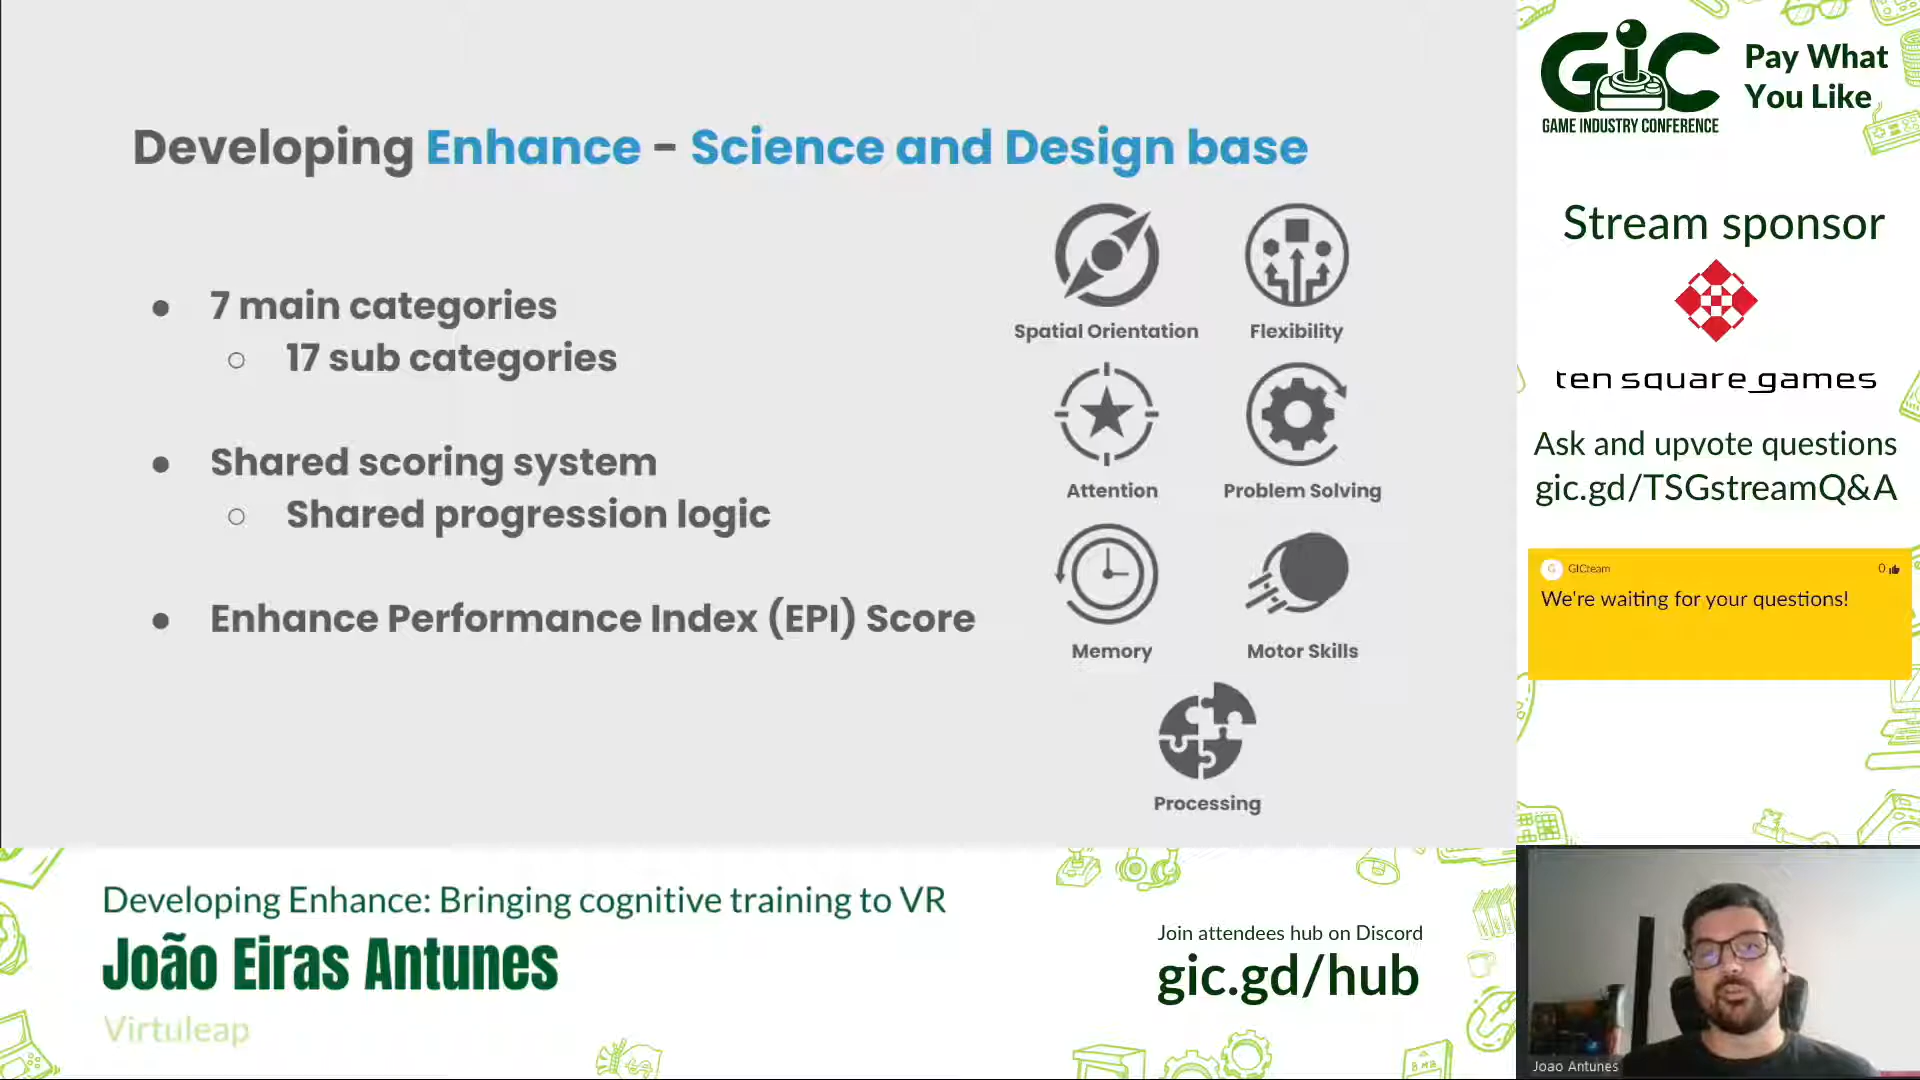 Developing Enhance - Science and Design base
7 main categories
17 sub categories
Shared scoring system
Shared progression logic
Enhance Performance Index (EPI) Score
Spatial Orientation
Flexibility
Attention
Problem Solving
Memory
Motor Skills
Processing
GIC
GAME INDUSTRY CONFERENCE
Pay What
You Like
Stream sponsor
ten square games
Ask and upvote questions
gic.gd/TSGstreamQ&A
G GICteam 0
We're waiting for your questions!
Developing Enhance: Bringing cognitive training to VR
João Eiras Antunes
Virtuleap
Join attendees hub on Discord
gic.gd/hub
8 MB
Joao Antunes